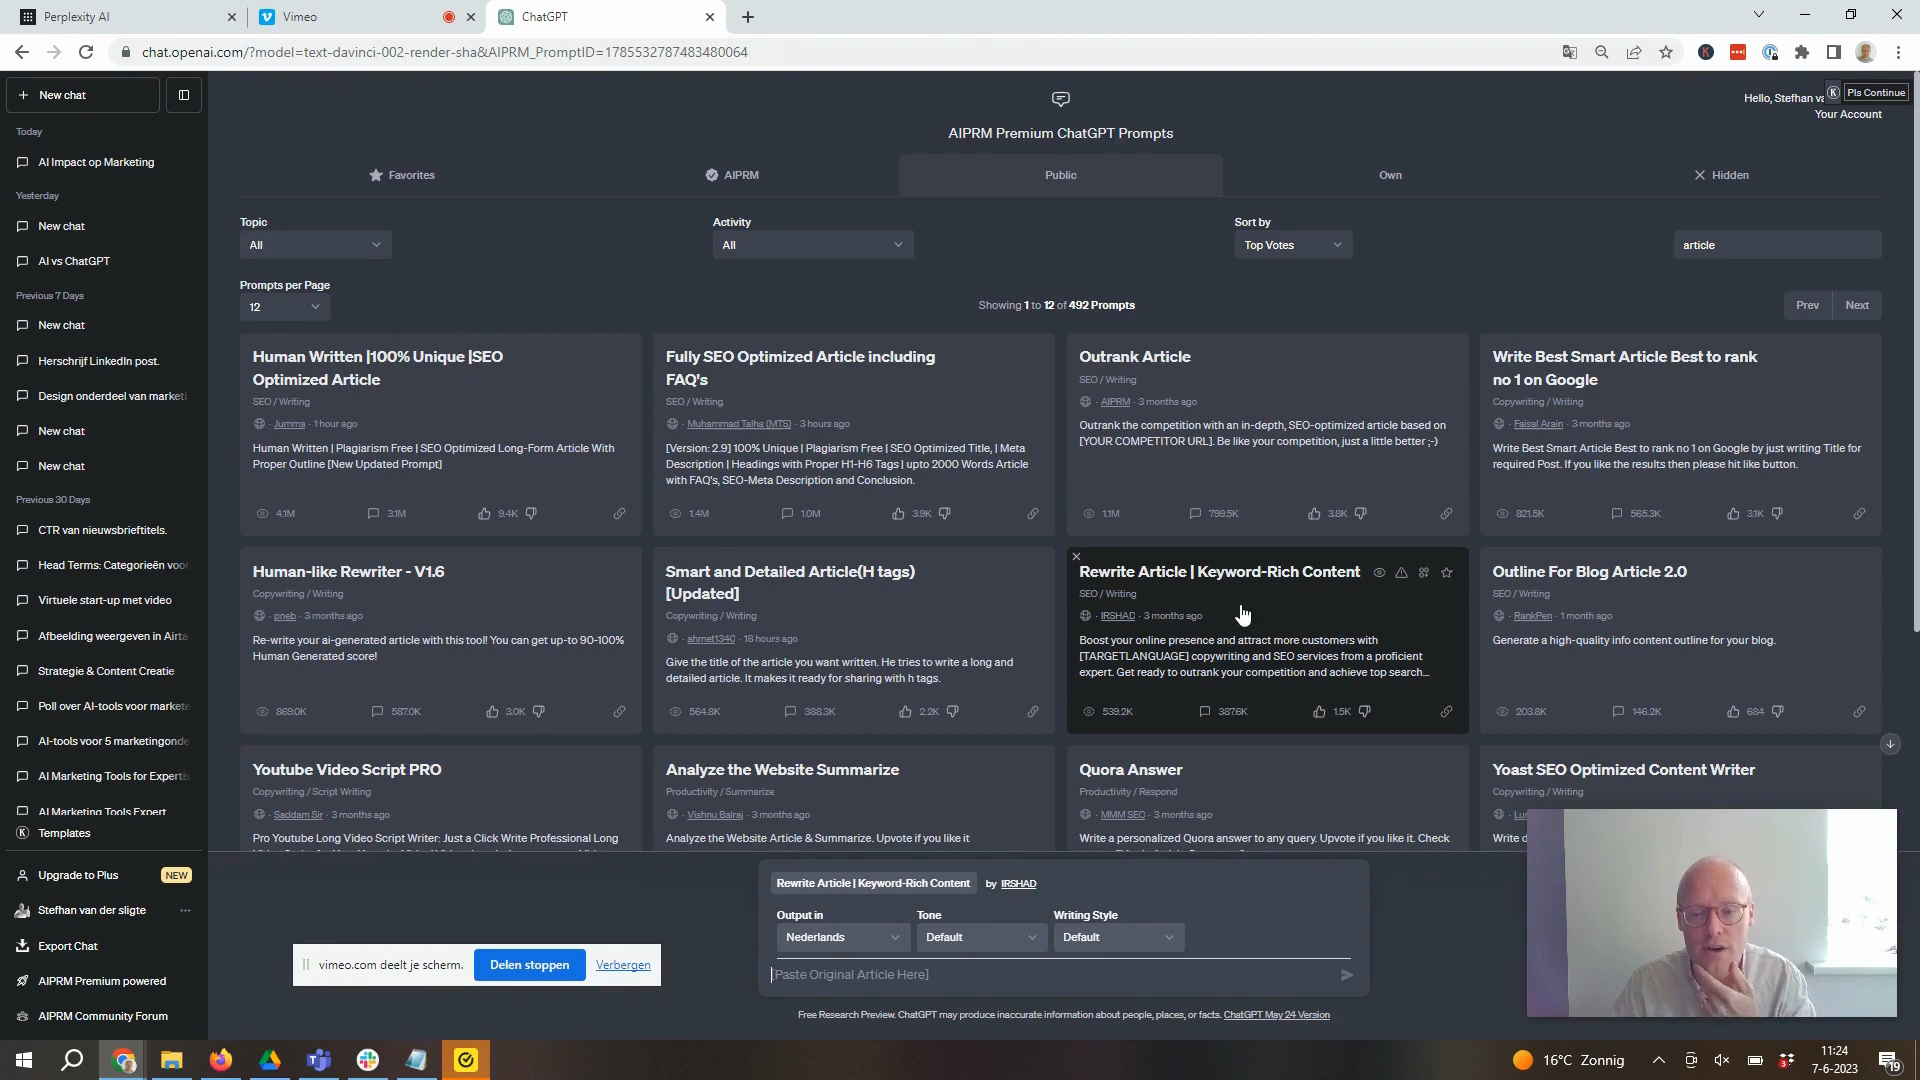 Perplexity AI
Vimeo
ChatGPT
chat.openai.com/?model=text-davinci-002-render-sha&AIPRM_PromptID=1785532787483480064
New chat
Today
AI Impact op Marketing
Yesterday
New chat
AI vs ChatGPT
Previous 7 Days
New chat
Herschrijf LinkedIn post.
Design onderdeel van marketi
New chat
New chat
Previous 30 Days
CTR van nieuwsbrieftitels.
Head Terms: Categorieën voor
Virtuele start-up met video
Afbeelding weergeven in Airta
Strategie & Content Creatie
Poll over AI-tools voor markete
AI-tools voor 5 marketingonde
AI Marketing Tools for Expertis
AI Marketing Tools Expert
Templates
Upgrade to Plus NEW
Stefhan van der sligte
Export Chat
AIPRM Premium powered
AIPRM Community Forum
AIPRM Premium ChatGPT Prompts
Hello, Stefhan va
K Pls Continue
Your Account
Favorites
AIPRM
Public
Own
Hidden
Topic
All
Activity
All
Sort by
Top Votes
article
Prompts per Page
12
Showing 1 to 12 of 492 Prompts
Prev Next
Human Written |100% Unique |SEO
Optimized Article
SEO / Writing
· Jumma · 1 hour ago
Human Written | Plagiarism Free | SEO Optimized Long-Form Article With
Proper Outline [New Updated Prompt]
4.1M 3.1M 9.4K
Fully SEO Optimized Article including
FAQ's
SEO / Writing
· Muhammad Talha (MTS) · 3 hours ago
[Version: 2.9] 100% Unique | Plagiarism Free | SEO Optimized Title, | Meta
Description | Headings with Proper H1-H6 Tags | upto 2000 Words Article
with FAQ's, SEO-Meta Description and Conclusion.
1.4M 1.0M 3.9K
Outrank Article
SEO / Writing
· AIPRM · 3 months ago
Outrank the competition with an in-depth, SEO-optimized article based on
[YOUR COMPETITOR URL]. Be like your competition, just a little better ;-)
1.1M 799.5K 3.8K
Write Best Smart Article Best to rank
no 1 on Google
Copywriting / Writing
· Faisal Arain · 3 months ago
Write Best Smart Article Best to rank no 1 on Google by just writing Title for
required Post. If you like the results then please hit like button.
821.5K 565.3K 3.1K
Human-like Rewriter - V1.6
Copywriting / Writing
· pneb · 3 months ago
Re-write your ai-generated article with this tool! You can get up-to 90-100%
Human Generated score!
869.0K 587.0K 3.0K
Smart and Detailed Article(H tags)
[Updated]
Copywriting / Writing
· ahmet1340 · 18 hours ago
Give the title of the article you want written. He tries to write a long and
detailed article. It makes it ready for sharing with h tags.
564.8K 388.3K 2.2K
Rewrite Article | Keyword-Rich Content
SEO / Writing
· IRSHAD · 3 months ago
Boost your online presence and attract more customers with
[TARGETLANGUAGE] copywriting and SEO services from a proficient
expert. Get ready to outrank your competition and achieve top search...
539.2K 387.6K 1.5K
Outline For Blog Article 2.0
SEO / Writing
· RankPen · 1 month ago
Generate a high-quality info content outline for your blog.
203.8K 146.2K 684
Youtube Video Script PRO
Copywriting / Script Writing
· Saddam Sir · 3 months ago
Pro Youtube Long Video Script Writer: Just a Click Write Professional Long
Analyze the Website Summarize
Productivity / Summarize
· Vishnu Balraj · 3 months ago
Analyze the Website Article & Summarize. Upvote if you like it
Quora Answer
Productivity / Respond
· MMM SEO · 3 months ago
Write a personalized Quora answer to any query. Upvote if you like it. Check
Yoast SEO Optimized Content Writer
Copywriting / Writing
Write d
Rewrite Article | Keyword-Rich Content by IRSHAD
Output in
Nederlands
Tone
Default
Writing Style
Default
[Paste Original Article Here]
vimeo.com deelt je scherm. Delen stoppen Verbergen
Free Research Preview. ChatGPT may produce inaccurate information about people, places, or facts. ChatGPT May 24 Version
16°C Zonnig
11:24
7-6-2023
19